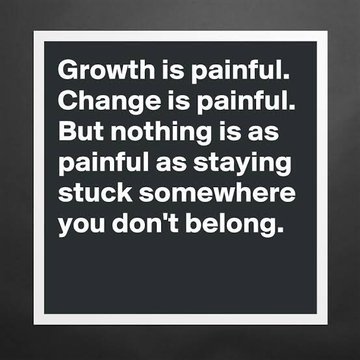 Growth is painful.
Change is painful.
But nothing is as
painful as staying
stuck somewhere
you don't belong.